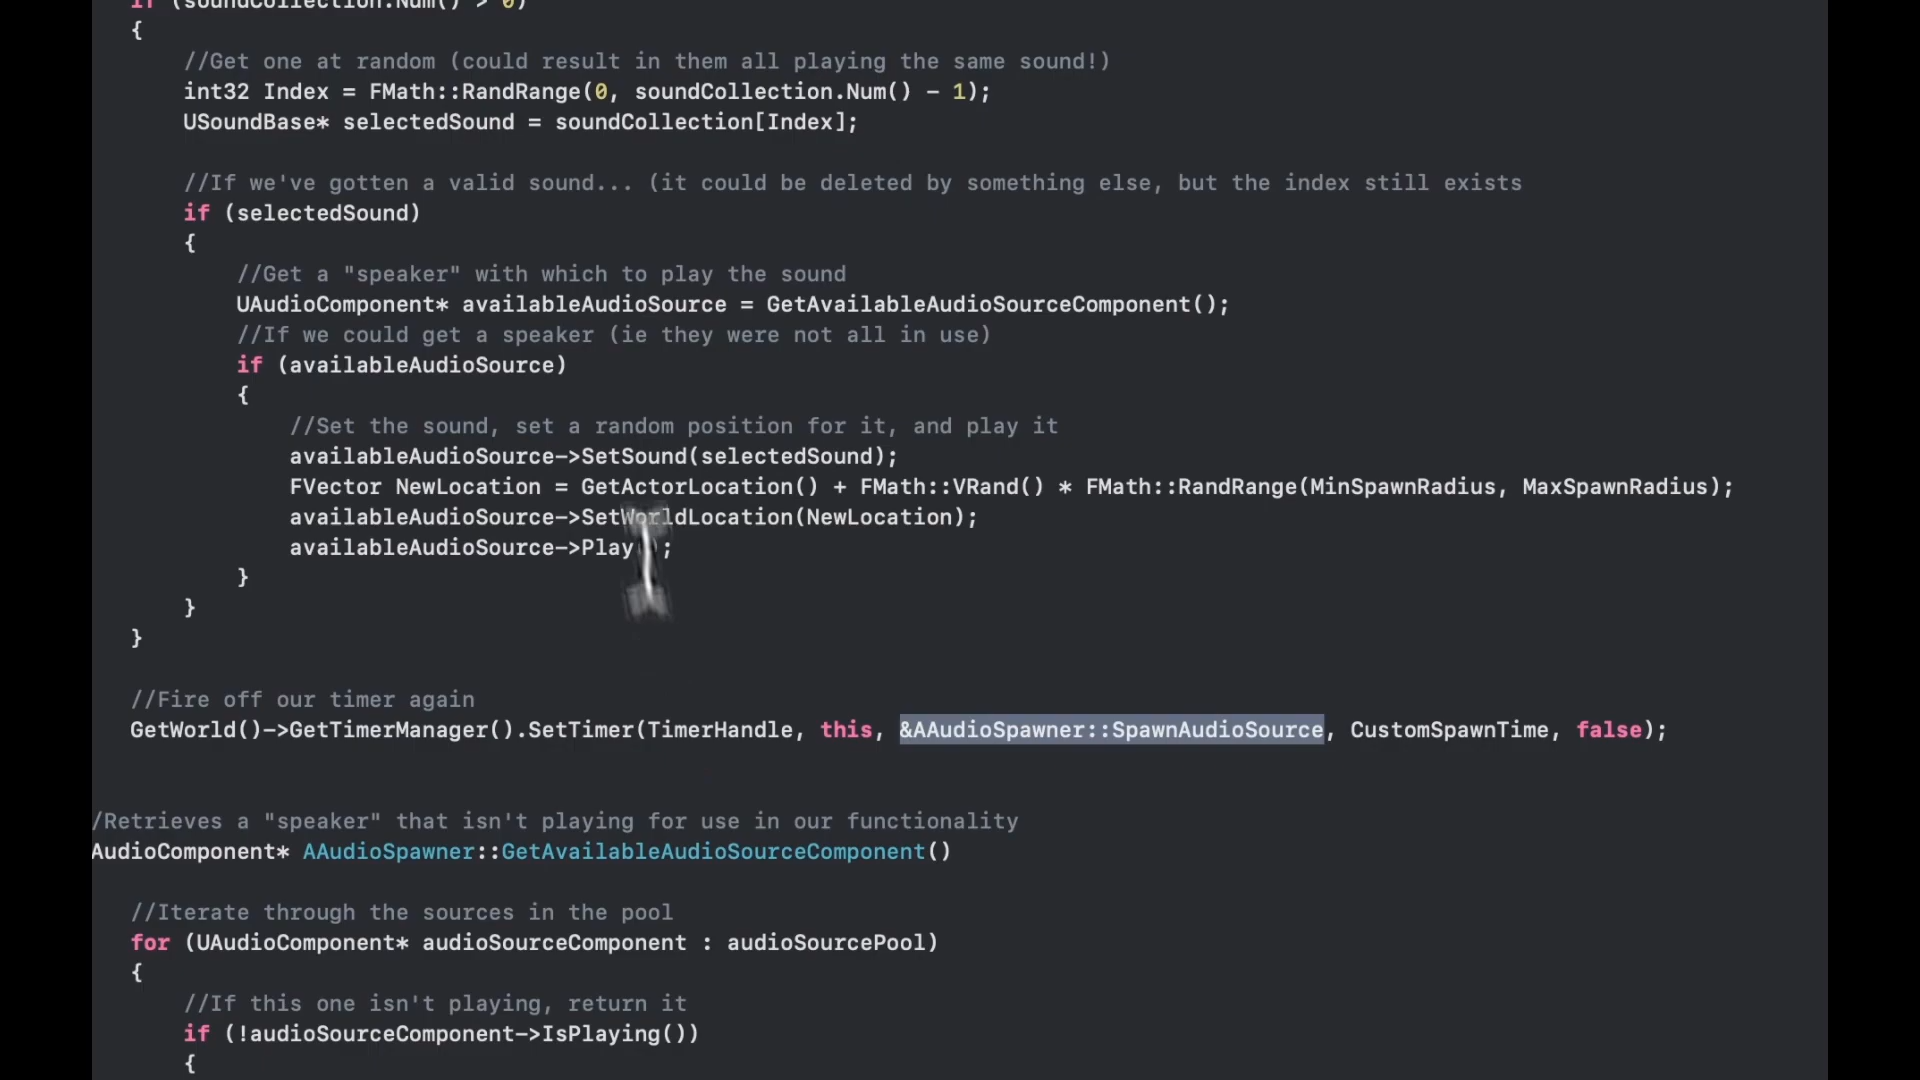 if (soundCollection.Num() > 0)
{
//Get one at random (could result in them all playing the same sound!)
int32 Index = FMath::RandRange(0, soundCollection.Num() - 1);
USoundBase* selectedSound = soundCollection[Index];
//If we've gotten a valid sound... (it could be deleted by something else, but the index still exists
if (selectedSound)
{
//Get a "speaker" with which to play the sound
UAudioComponent* availableAudioSource = GetAvailableAudioSourceComponent();
//If we could get a speaker (ie they were not all in use)
if (availableAudioSource)
{
//Set the sound, set a random position for it, and play it
availableAudioSource->SetSound(selectedSound);
FVector NewLocation = GetActorLocation() + FMath::VRand() * FMath::RandRange(MinSpawnRadius, MaxSpawnRadius);
availableAudioSource->SetWorldLocation(NewLocation);
availableAudioSource->Play();
}
}
}
//Fire off our timer again
GetWorld()->GetTimerManager().SetTimer(TimerHandle, this, &AAudioSpawner::SpawnAudioSource, CustomSpawnTime, false);
/Retrieves a "speaker" that isn't playing for use in our functionality
AudioComponent* AAudioSpawner::GetAvailableAudioSourceComponent()
//Iterate through the sources in the pool
for (UAudioComponent* audioSourceComponent : audioSourcePool)
{
//If this one isn't playing, return it
if (!audioSourceComponent->IsPlaying())
{